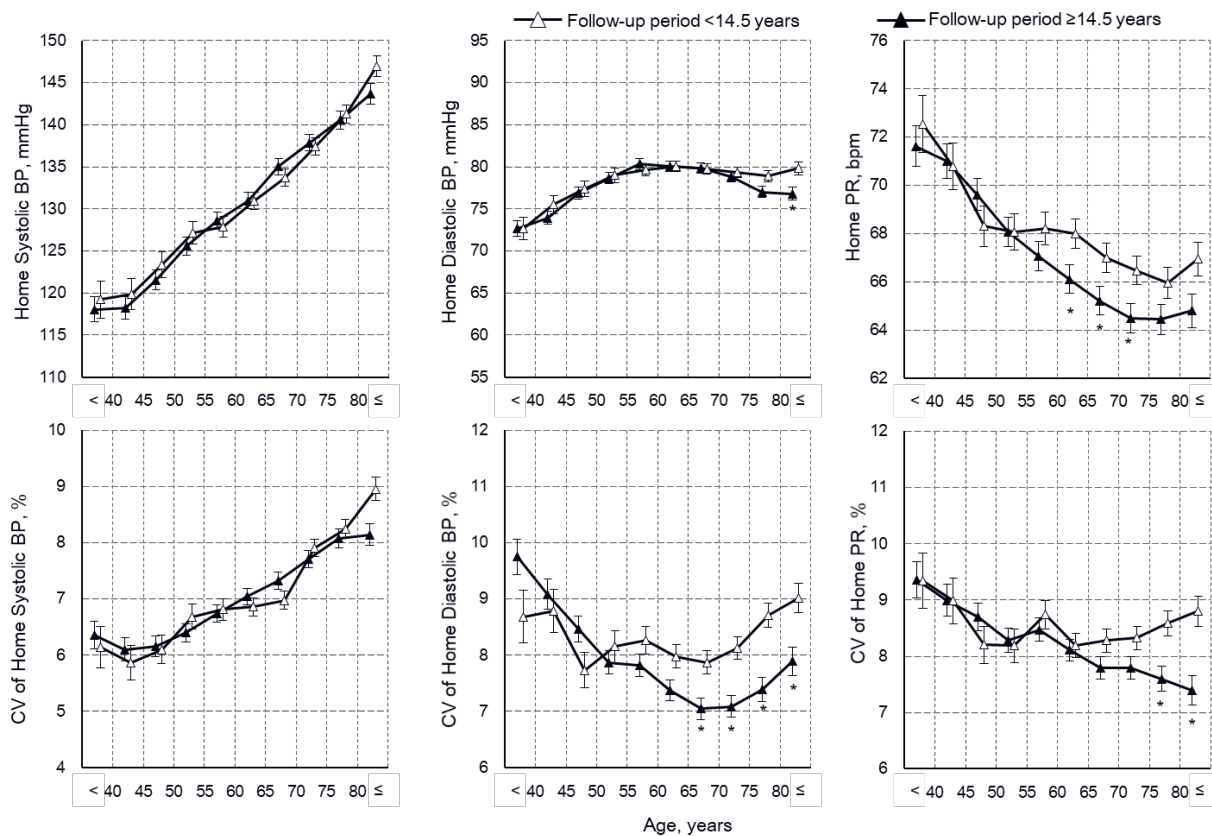 Follow-up period <14.5 years
Follow-up period ≥14.5 years
Home Systolic BP, mmHg
150
145
140
135
130
125
120
115
110
< 40 45 50 55 60 65 70 75 80 ≤
Home Diastolic BP, mmHg
95
90
85
80
75
70
65
60
55
*
< 40 45 50 55 60 65 70 75 80 ≤
Home PR, bpm
76
74
72
70
68
66
64
62
* * *
< 40 45 50 55 60 65 70 75 80 ≤
CV of Home Systolic BP, %
10
9
8
7
6
5
4
< 40 45 50 55 60 65 70 75 80 ≤
CV of Home Diastolic BP, %
12
11
10
9
8
7
6
* * * *
< 40 45 50 55 60 65 70 75 80 ≤
CV of Home PR, %
12
11
10
9
8
7
6
* *
< 40 45 50 55 60 65 70 75 80 ≤
Age, years